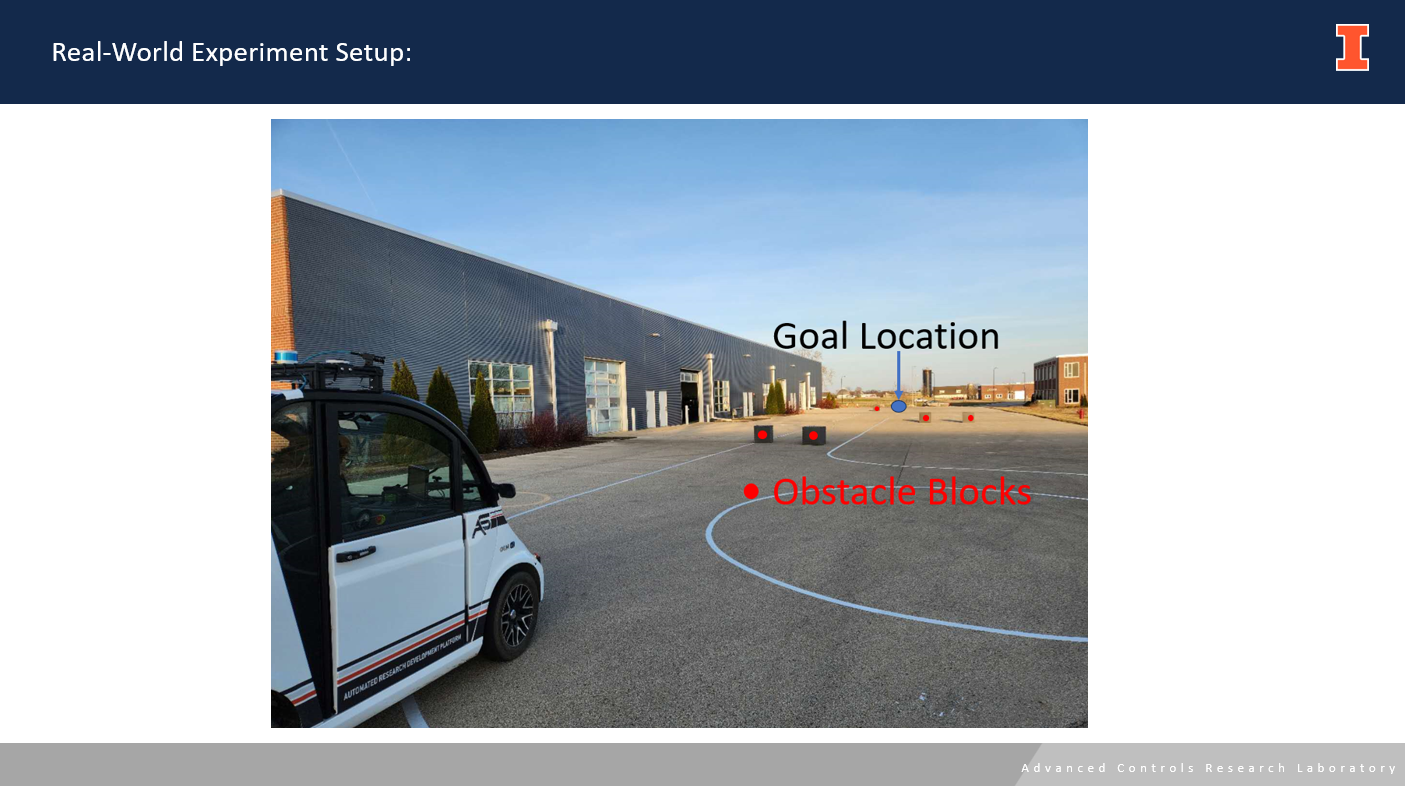 Real-World Experiment Setup:
Goal Location
Obstacle Blocks
AUTOMATED RESEARCH DEVELOPMENT PLATFORM
Advanced Controls Research Laboratory